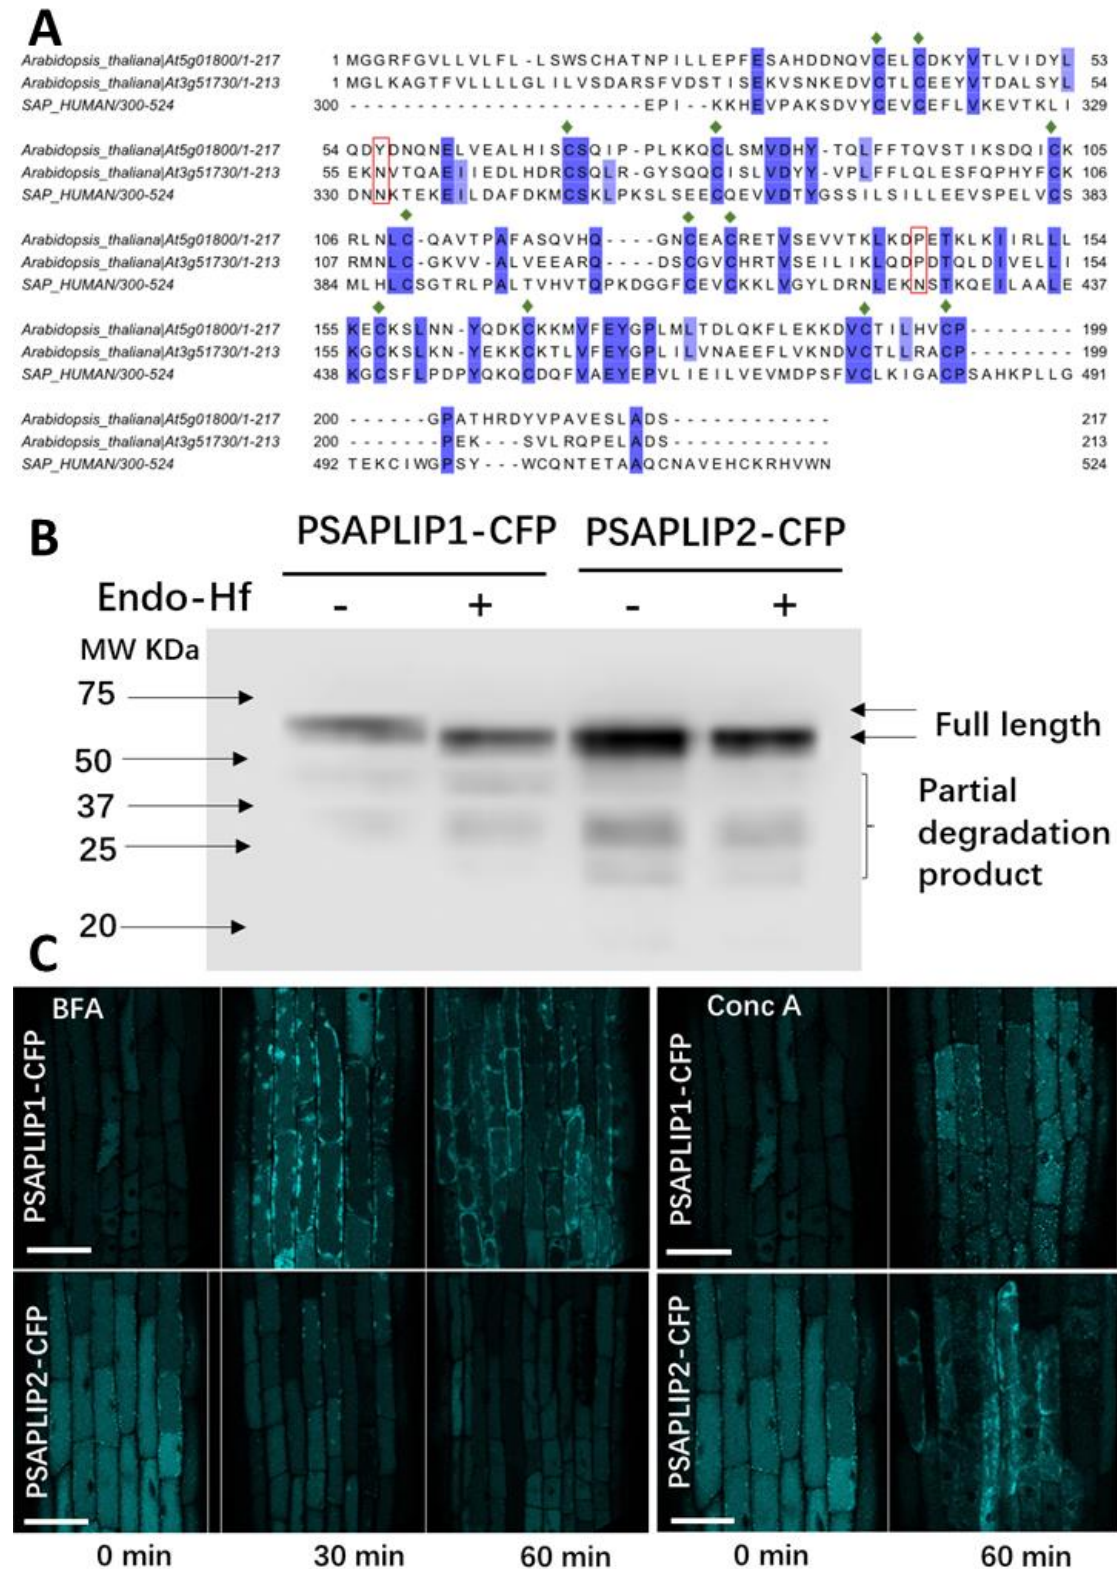 A
Arabidopsis_thaliana|At5g01800/1-217 1 MGGRFGVLLVLFL-LSWSCHATNPILLEPFESAHDDNQVCELCDKYVTLVIDYL 53
Arabidopsis_thaliana|At3g51730/1-213 1 MGLKAGTFVLLLLGLILVSDARSFVDSTISEKVSNKEDVCTLCEEYVTDALSYL 54
SAP_HUMAN/300-524 300 -----------------------EPI-KKHEVPAKSDVYCEVCEFLVKEVTKLI 329
Arabidopsis_thaliana|At5g01800/1-217 54 QDYDNQNELVEALHISCSQIP-PLKKQCLSMVDHY-TQLFFTQVSTIKSDQICK 105
Arabidopsis_thaliana|At3g51730/1-213 55 EKNVTQAEIIEDLHDRCSQLR-GYSQQCISLVDYY-VPLFFLQLESFQPHYFCK 106
SAP_HUMAN/300-524 330 DNNKTEKEILDAFDKMCSKLPKSLSEECQEVVDTYGSSILSILLEEVSPELVCS 383
Arabidopsis_thaliana|At5g01800/1-217 106 RLNLC-QAVTPAFASQVHQ----GNCEACRETVSEVVTKLKDPETKLKIIRLLL 154
Arabidopsis_thaliana|At3g51730/1-213 107 RMNLC-GKVV-ALVEEARQ----DSCGVCHRTVSEILIKLQDPDTQLDIVELLI 154
SAP_HUMAN/300-524 384 MLHLCSGTRLPALTVHVTQPKDGGFCEVCKKLVGYLDRNLEKNSTKQEILAALE 437
Arabidopsis_thaliana|At5g01800/1-217 155 KECKSLNN-YQDKCKKMVFEYGPLMLTDLQKFLEKKDVCTILHVCP-------- 199
Arabidopsis_thaliana|At3g51730/1-213 155 KGCKSLKN-YEKKCKTLVFEYGPLILVNAEEFLVKNDVCTLLRACP-------- 199
SAP_HUMAN/300-524 438 KGCSFLPDPYQKQCDQFVAEYEPVLIEILVEVMDPSFVCLKIGACPSAHKPLLG 491
Arabidopsis_thaliana|At5g01800/1-217 200 ------GPATHRDYVPAVESLADS------------ 217
Arabidopsis_thaliana|At3g51730/1-213 200 -------PEK---SVLRQPELADS------------ 213
SAP_HUMAN/300-524 492 TEKCIWGPSY---WCQNTETAAQCNAVEHCKRHVWN 524
B
PSAPLIP1-CFP PSAPLIP2-CFP
Endo-Hf - + - +
MW KDa
75
50
37
25
20
Full length
Partial
degradation
product
C
BFA
Conc A
PSAPLIP1-CFP
PSAPLIP1-CFP
PSAPLIP2-CFP
PSAPLIP2-CFP
0 min 30 min 60 min 0 min 60 min